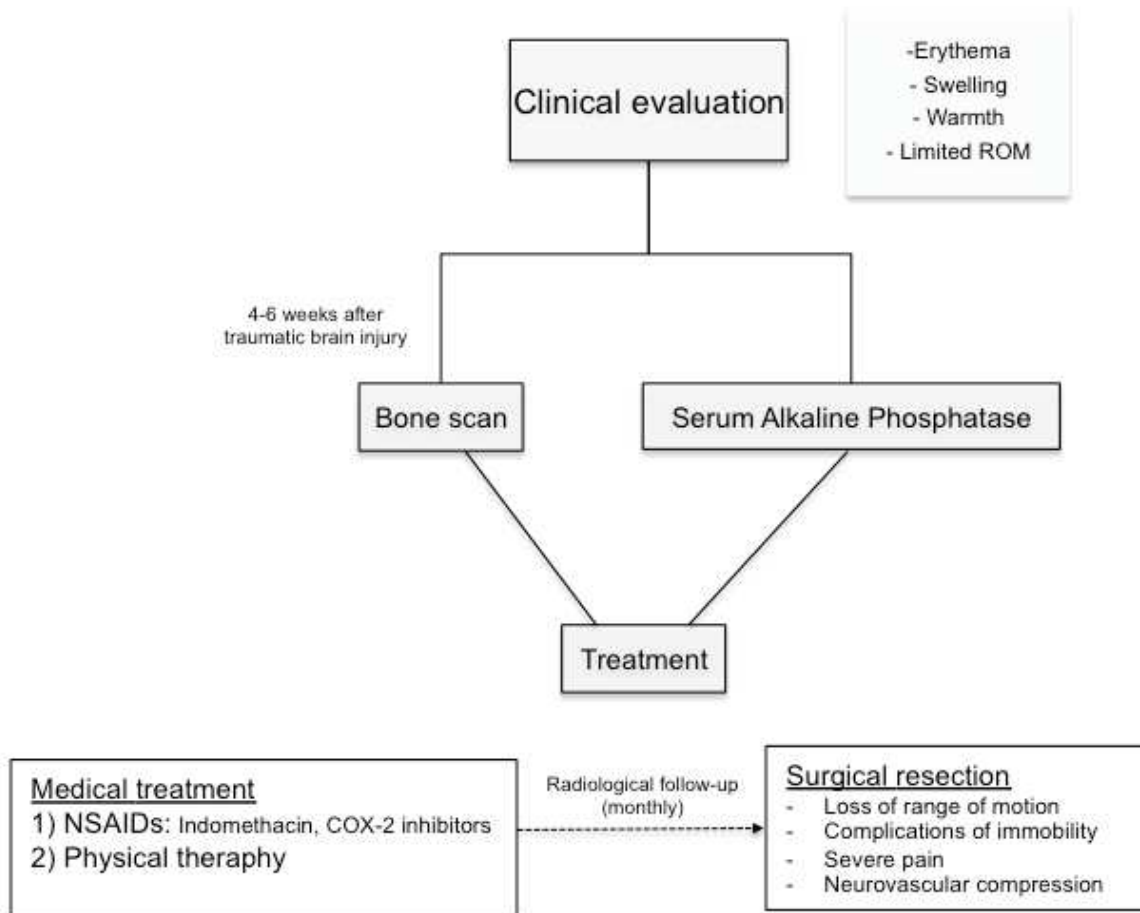 Clinical evaluation
-Erythema
- Swelling
- Warmth
- Limited ROM
4-6 weeks after
traumatic brain injury
Bone scan
Serum Alkaline Phosphatase
Treatment
Medical treatment
1) NSAIDs: Indomethacin, COX-2 inhibitors
2) Physical theraphy
Radiological follow-up
(monthly)
Surgical resection
- Loss of range of motion
- Complications of immobility
- Severe pain
- Neurovascular compression